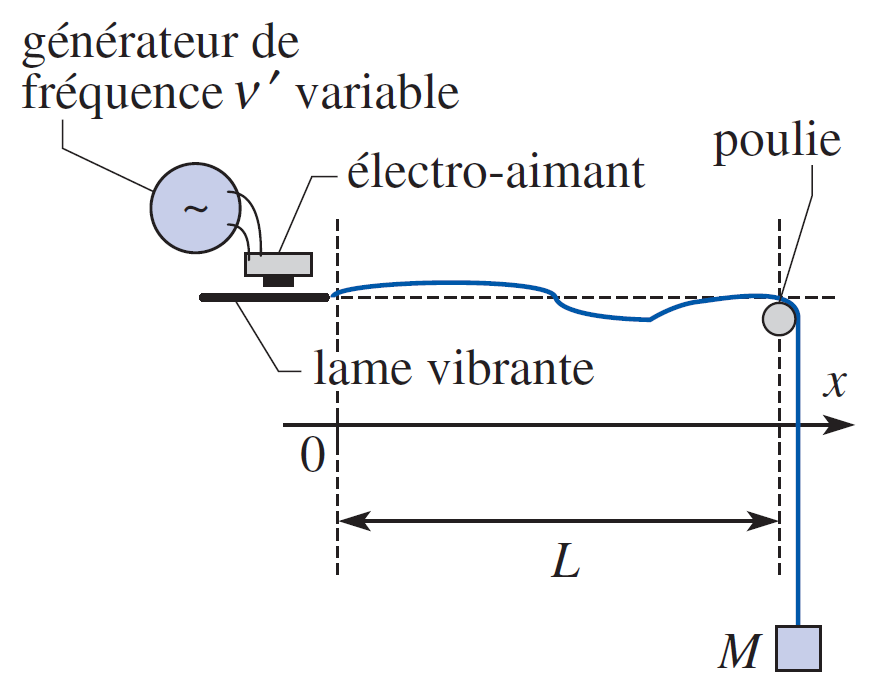 générateur de
fréquence ν′ variable
poulie
électro-aimant
~
lame vibrante
x
0
L
M